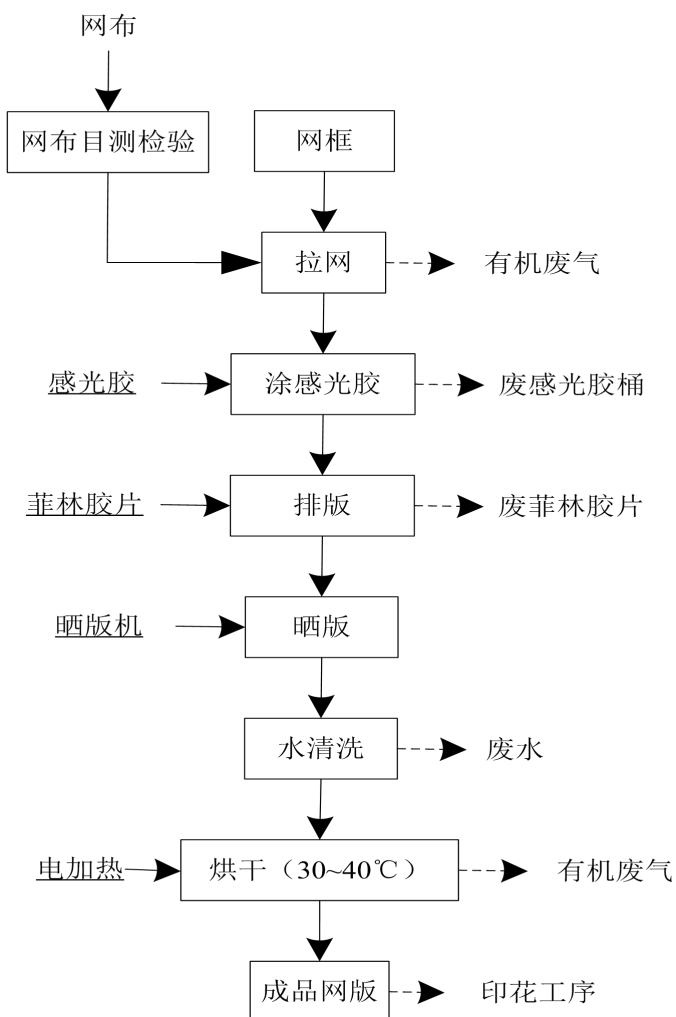 网布
网布目测检验
网框
拉网
有机废气
感光胶
涂感光胶
废感光胶桶
菲林胶片
排版
废菲林胶片
晒版机
晒版
水清洗
废水
电加热
烘干（30~40℃）
有机废气
成品网版
印花工序